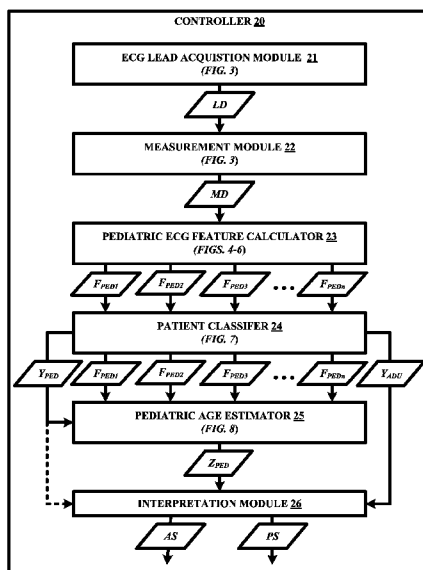 CONTROLLER 20
ECG LEAD ACQUISTION MODULE 21
(FIG. 3)
LD
MEASUREMENT MODULE 22
(FIG. 3)
MD
PEDIATRIC ECG FEATURE CALCULATOR 23
(FIGS. 4-6)
FPED1 FPED2 FPED3 ••• FPEDn
PATIENT CLASSIFER 24
(FIG. 7)
YPED FPED1 FPED2 FPED3 ••• FPEDn YADU
PEDIATRIC AGE ESTIMATOR 25
(FIG. 8)
ZPED
INTERPRETATION MODULE 26
AS PS